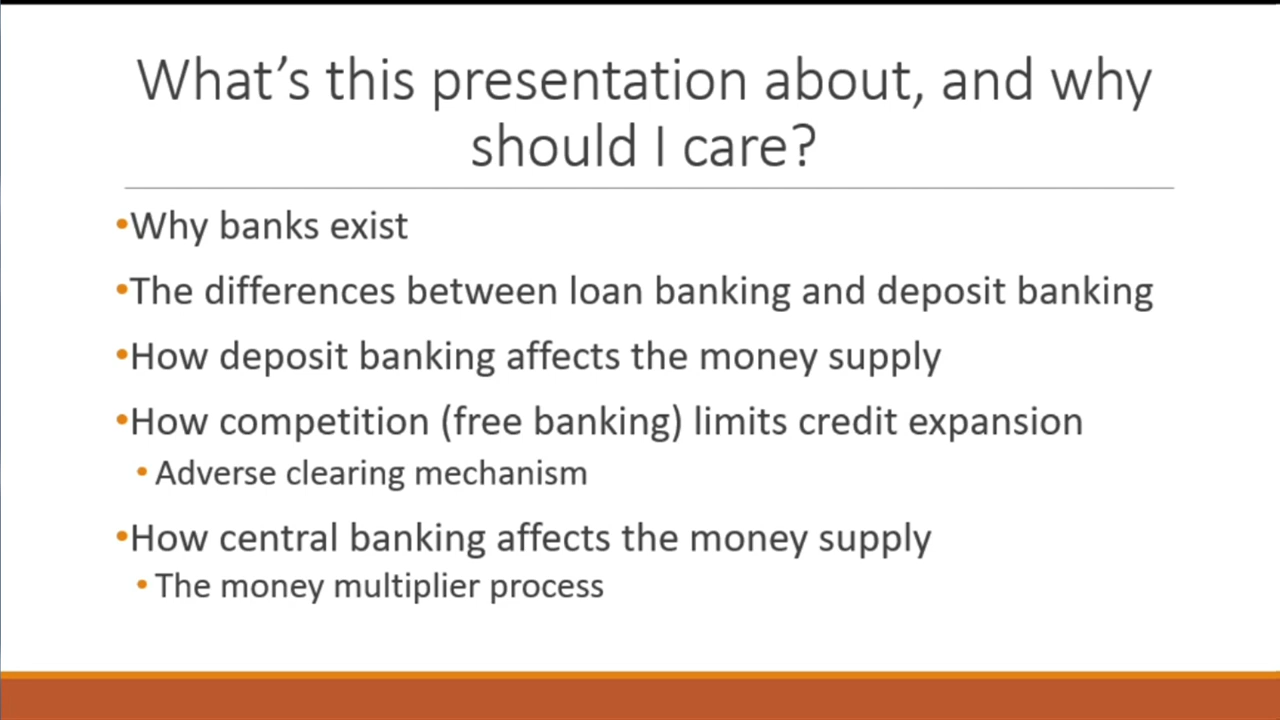 What’s this presentation about, and why
should I care?
•Why banks exist
•The differences between loan banking and deposit banking
•How deposit banking affects the money supply
•How competition (free banking) limits credit expansion
• Adverse clearing mechanism
•How central banking affects the money supply
• The money multiplier process